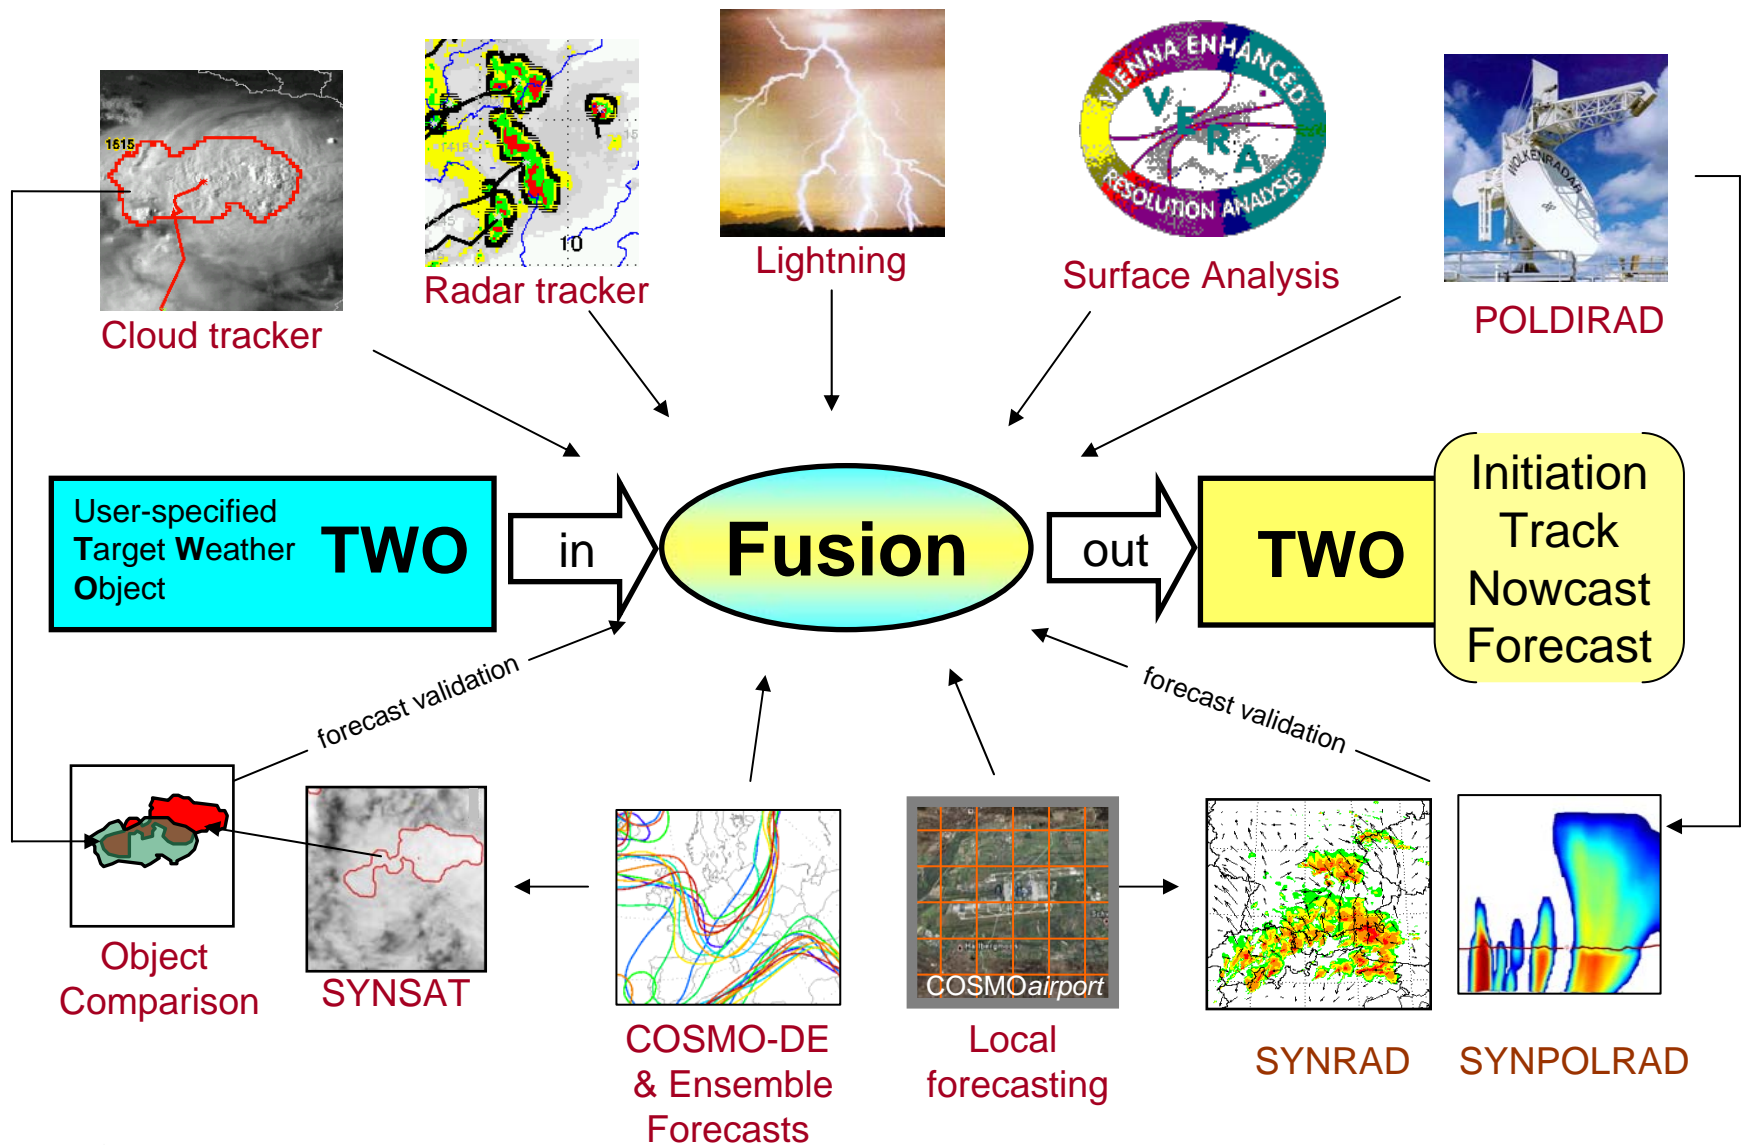 1615
Cloud tracker
10
Radar tracker
Lightning
VIENNA ENHANCED
VERA
RESOLUTION ANALYSIS
Surface Analysis
WOLKENRADAR
POLDIRAD
User-specified
Target Weather
Object
TWO
in
Fusion
out
TWO
Initiation
Track
Nowcast
Forecast
forecast validation
forecast validation
Object
Comparison
SYNSAT
COSMO-DE
& Ensemble
Forecasts
COSMOairport
Local
forecasting
SYNRAD
SYNPOLRAD